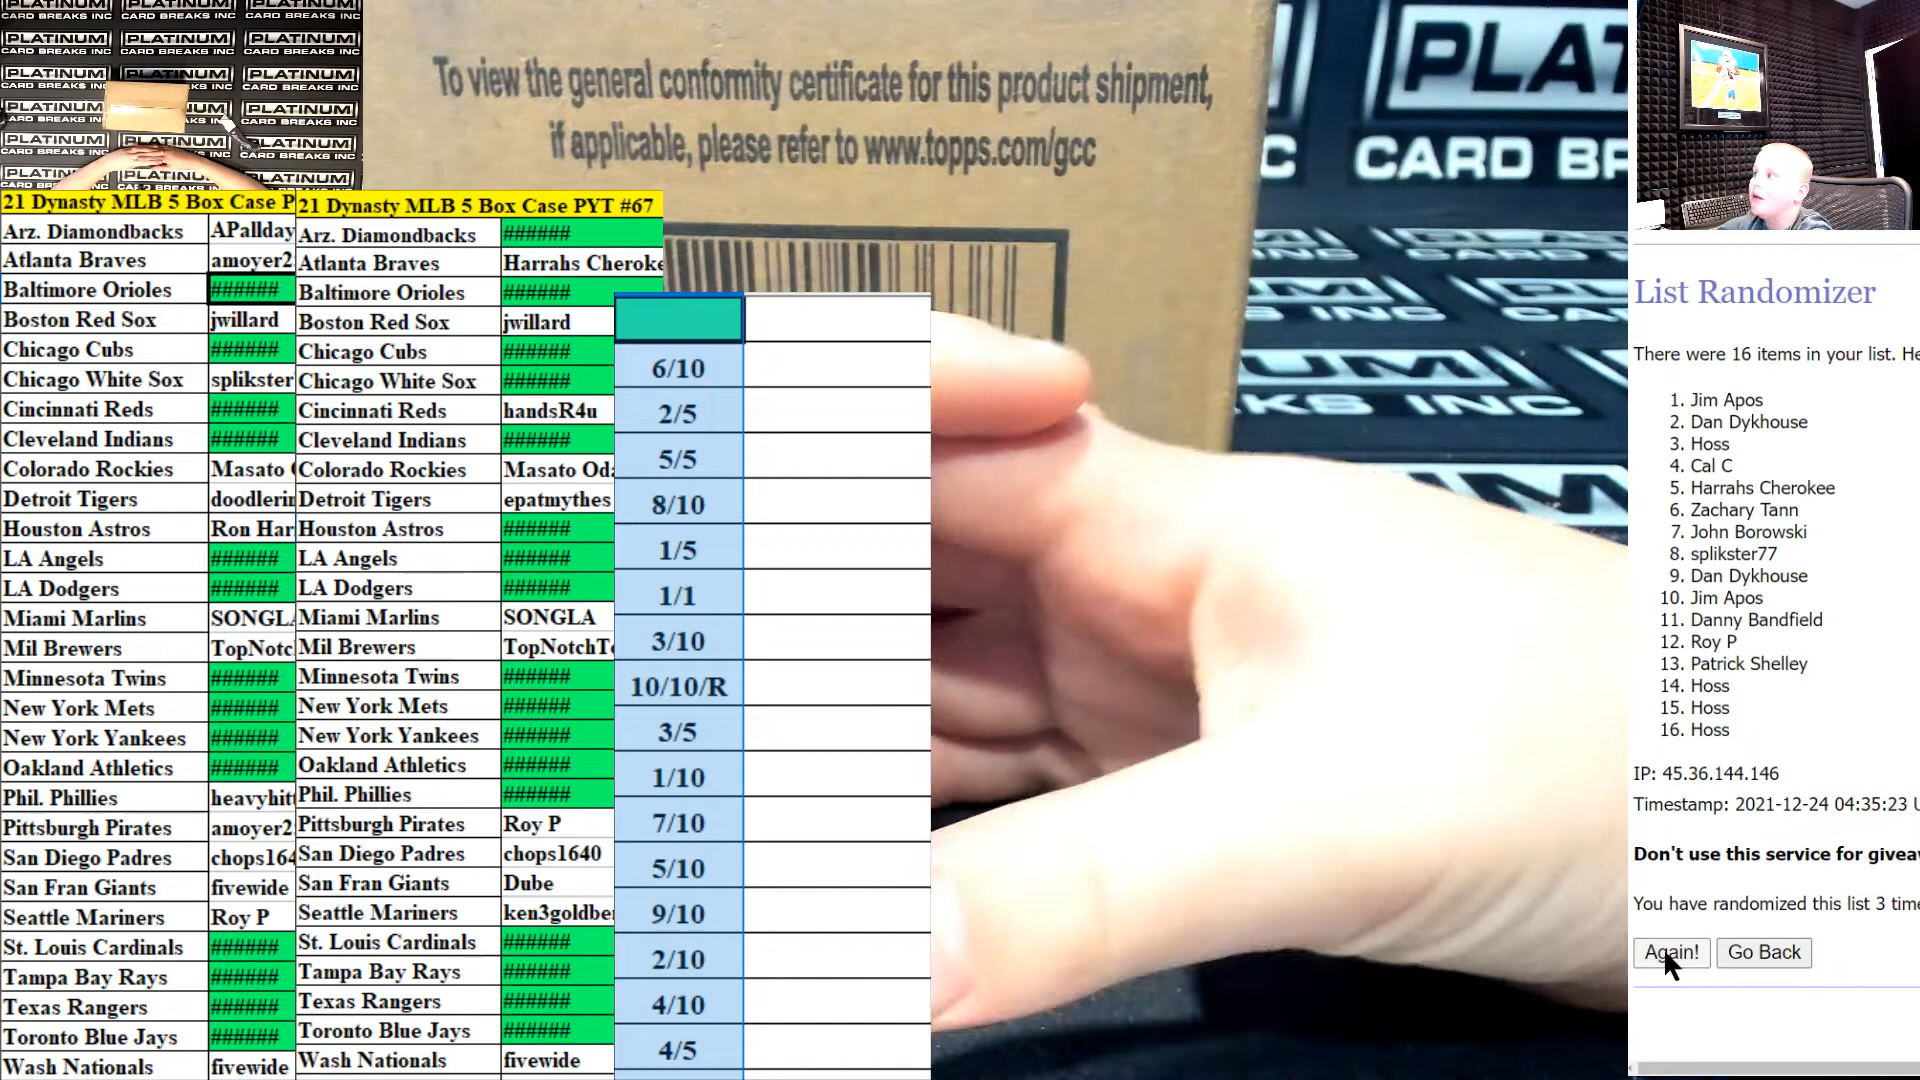 PLATINUM
CARD BREAKS INC
To view the general conformity certificate for this product shipment,
if applicable, please refer to www.topps.com/gcc
PLAT
CARD BR
21 Dynasty MLB 5 Box Case P
Arz. Diamondbacks APallday
Atlanta Braves amoyer2
Baltimore Orioles ######
Boston Red Sox jwillard
Chicago Cubs ######
Chicago White Sox splikster
Cincinnati Reds ######
Cleveland Indians ######
Colorado Rockies Masato
Detroit Tigers doodlerin
Houston Astros Ron Har
LA Angels ######
LA Dodgers ######
Miami Marlins SONGLA
Mil Brewers TopNotc
Minnesota Twins ######
New York Mets ######
New York Yankees ######
Oakland Athletics ######
Phil. Phillies heavyhit
Pittsburgh Pirates amoyer2
San Diego Padres chops164
San Fran Giants fivewide
Seattle Mariners Roy P
St. Louis Cardinals ######
Tampa Bay Rays ######
Texas Rangers ######
Toronto Blue Jays ######
Wash Nationals fivewide
21 Dynasty MLB 5 Box Case PYT #67
Arz. Diamondbacks ######
Atlanta Braves Harrahs Cheroke
Baltimore Orioles ######
Boston Red Sox jwillard
Chicago Cubs ######
Chicago White Sox ######
Cincinnati Reds handsR4u
Cleveland Indians ######
Colorado Rockies Masato Oda
Detroit Tigers epatmythes
Houston Astros ######
LA Angels ######
LA Dodgers ######
Miami Marlins SONGLA
Mil Brewers TopNotchT
Minnesota Twins ######
New York Mets ######
New York Yankees ######
Oakland Athletics ######
Phil. Phillies ######
Pittsburgh Pirates Roy P
San Diego Padres chops1640
San Fran Giants Dube
Seattle Mariners ken3goldbe
St. Louis Cardinals ######
Tampa Bay Rays ######
Texas Rangers ######
Toronto Blue Jays ######
Wash Nationals fivewide
6/10
2/5
5/5
8/10
1/5
1/1
3/10
10/10/R
3/5
1/10
7/10
5/10
9/10
2/10
4/10
4/5
List Randomizer
There were 16 items in your list. He
1. Jim Apos
2. Dan Dykhouse
3. Hoss
4. Cal C
5. Harrahs Cherokee
6. Zachary Tann
7. John Borowski
8. splikster77
9. Dan Dykhouse
10. Jim Apos
11. Danny Bandfield
12. Roy P
13. Patrick Shelley
14. Hoss
15. Hoss
16. Hoss
IP: 45.36.144.146
Timestamp: 2021-12-24 04:35:23 U
Don't use this service for giveav
You have randomized this list 3 time
Again! Go Back